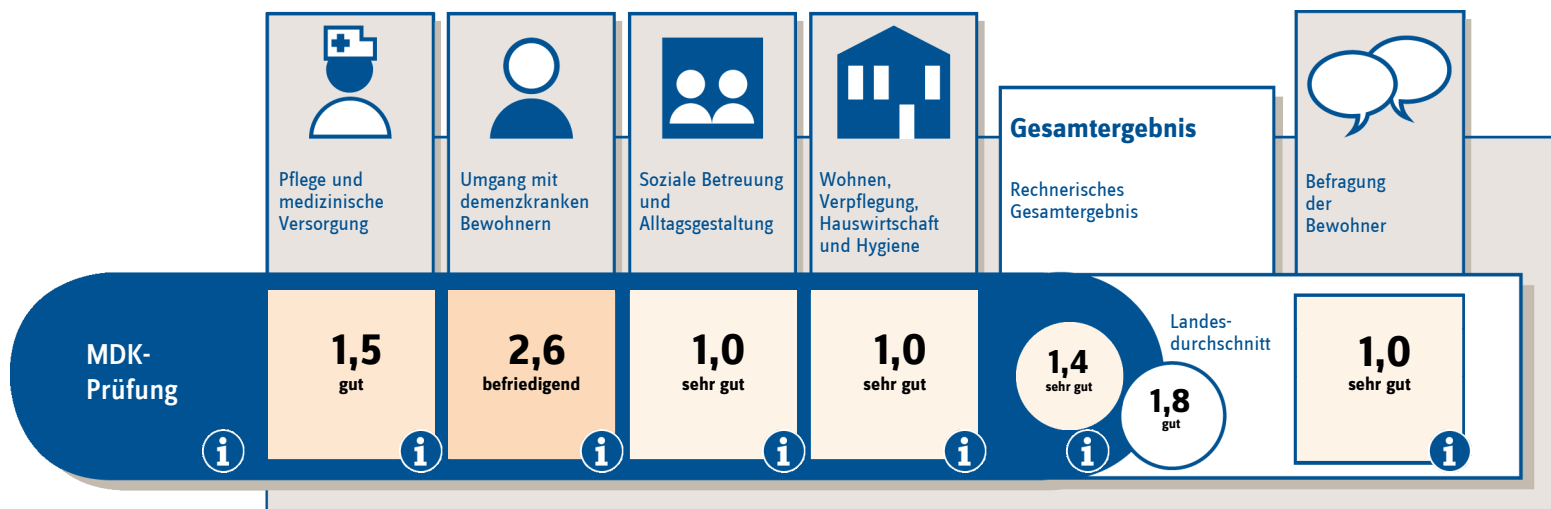 Pflege und
medizinische
Versorgung
Umgang mit
demenzkranken
Bewohnern
Soziale Betreuung
und
Alltagsgestaltung
Wohnen,
Verpflegung,
Hauswirtschaft
und Hygiene
Gesamtergebnis
Rechnerisches
Gesamtergebnis
Befragung
der
Bewohner
MDK-
Prüfung
i
1,5
gut
i
2,6
befriedigend
i
1,0
sehr gut
i
1,0
sehr gut
i
1,4
sehr gut
i
Landes-
durchschnitt
1,8
gut
1,0
sehr gut
i